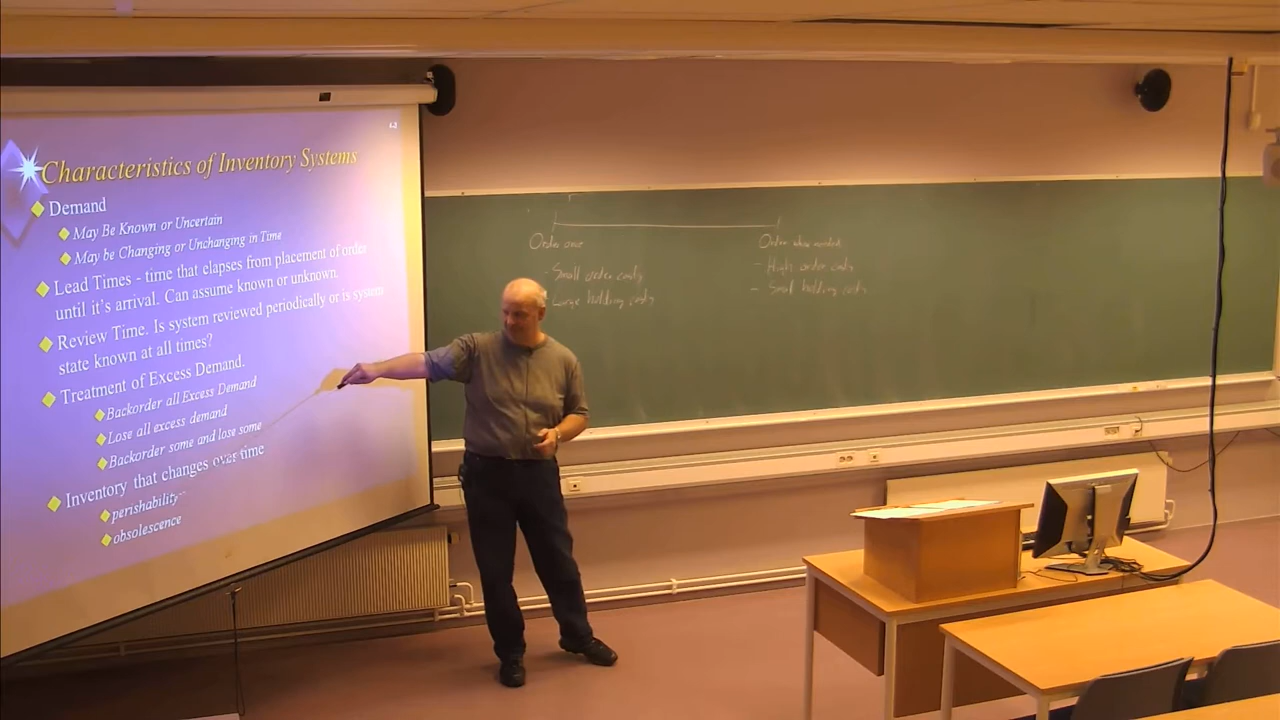 Characteristics of Inventory Systems
Demand
May Be Known or Uncertain
May be Changing or Unchanging in Time
Lead Times - time that elapses from placement of order
until it's arrival. Can assume known or unknown.
Review Time. Is system reviewed periodically or is system
state known at all times?
Treatment of Excess Demand.
Backorder all Excess Demand
Lose all excess demand
Backorder some and lose some
Inventory that changes over time
perishability
obsolescence
Order once
- Small order costs
- Large holding costs
Order when needed
- High order costs
- Small holding costs